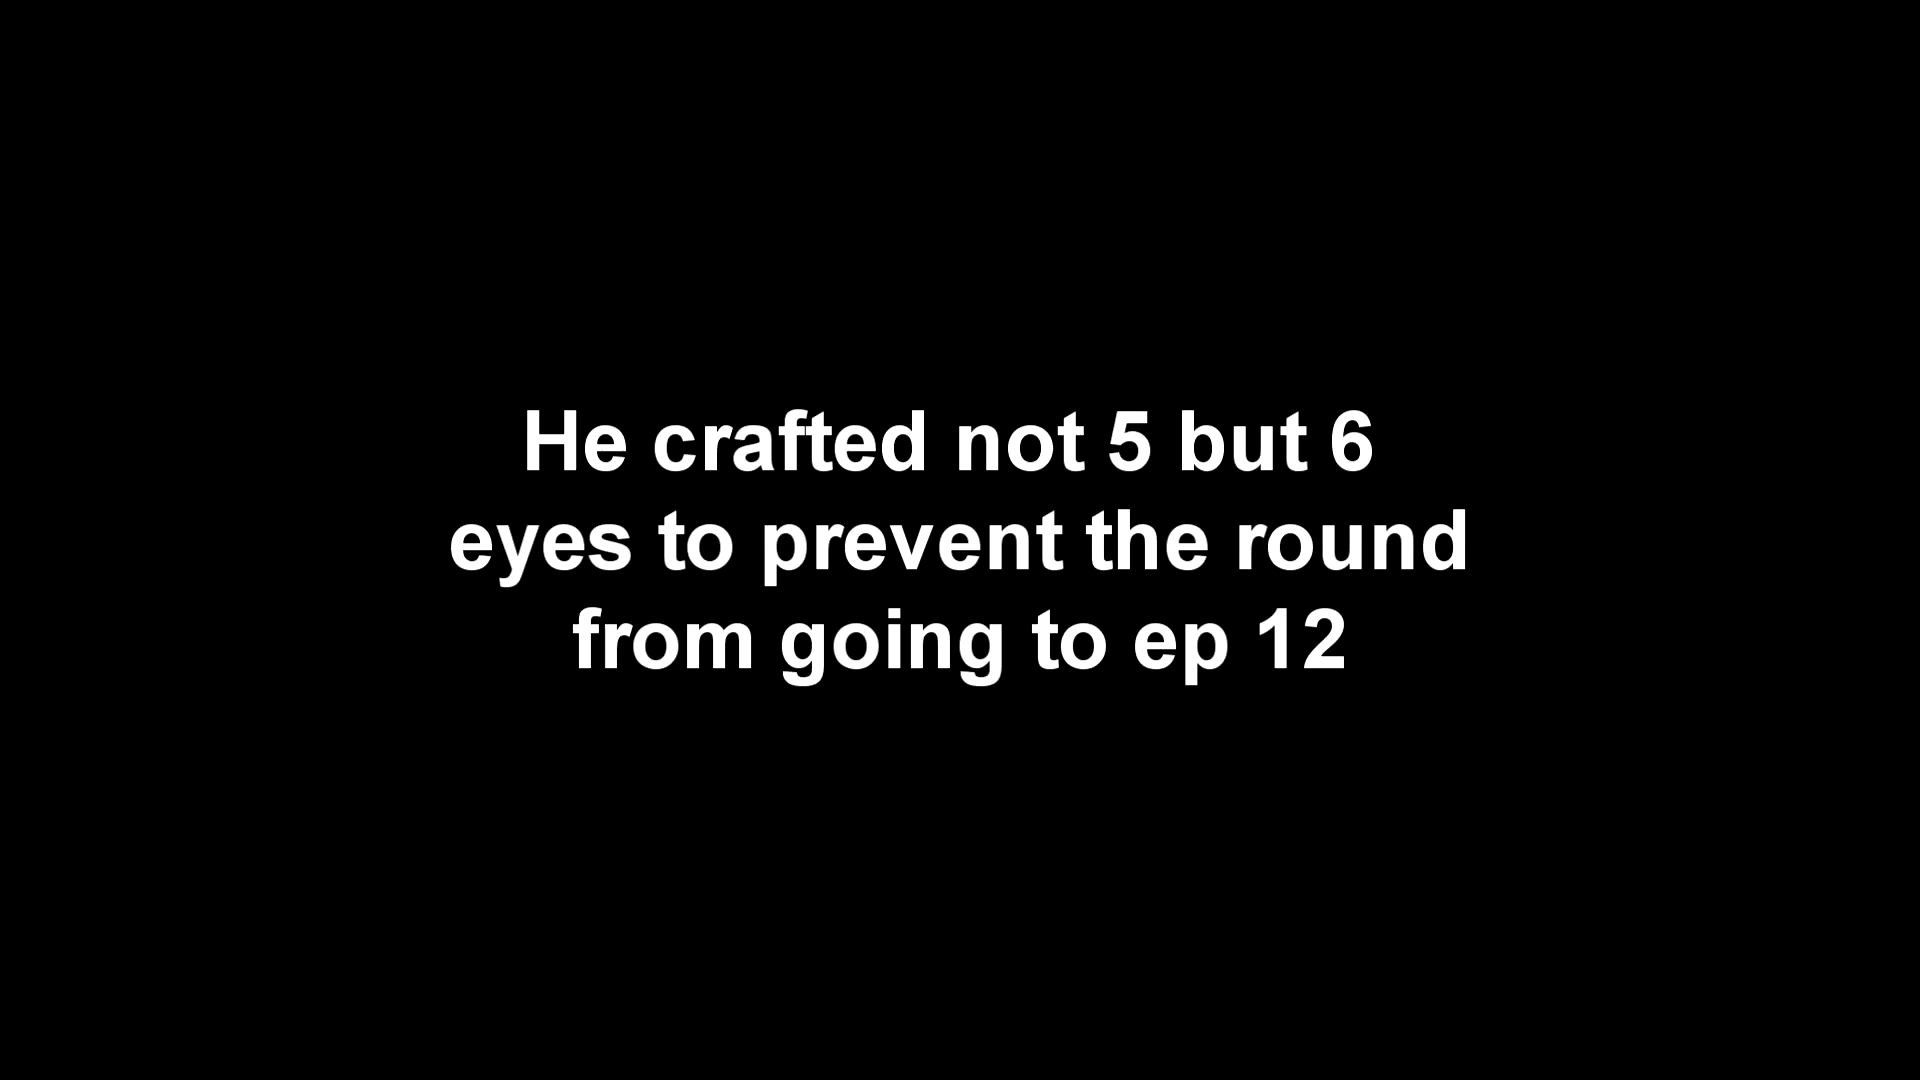 He crafted not 5 but 6
eyes to prevent the round
from going to ep 12